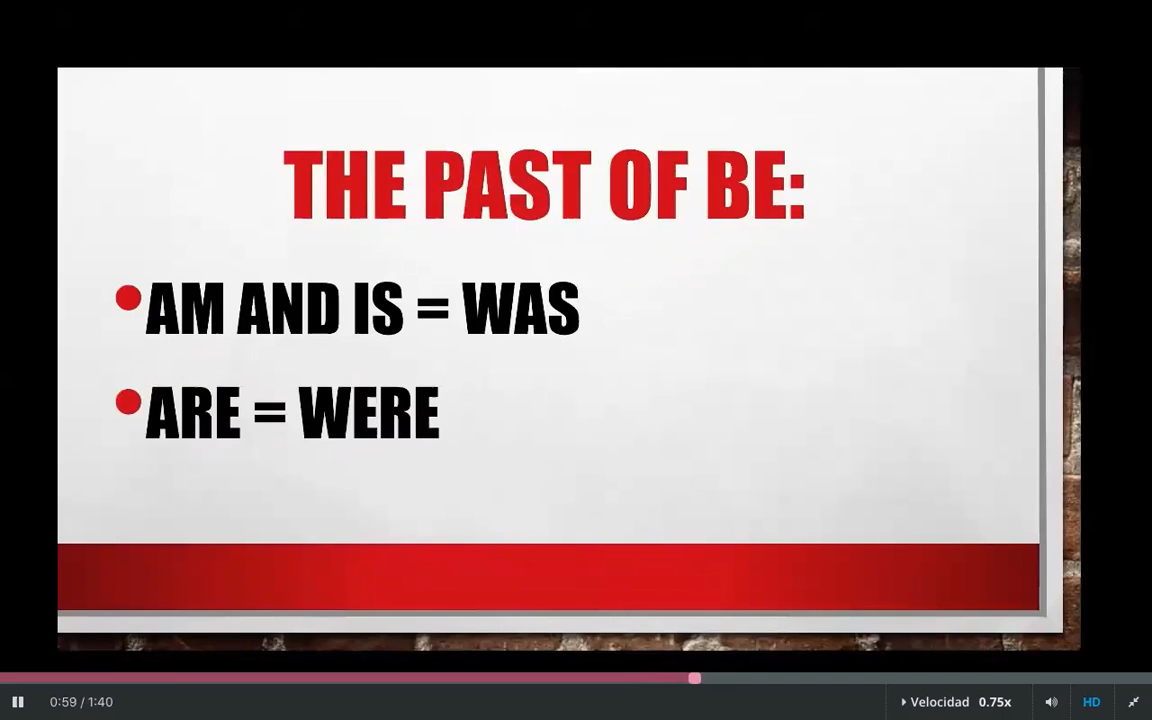 THE PAST OF BE:
•AM AND IS = WAS
•ARE = WERE
0:59 / 1:40
Velocidad 0.75x
HD